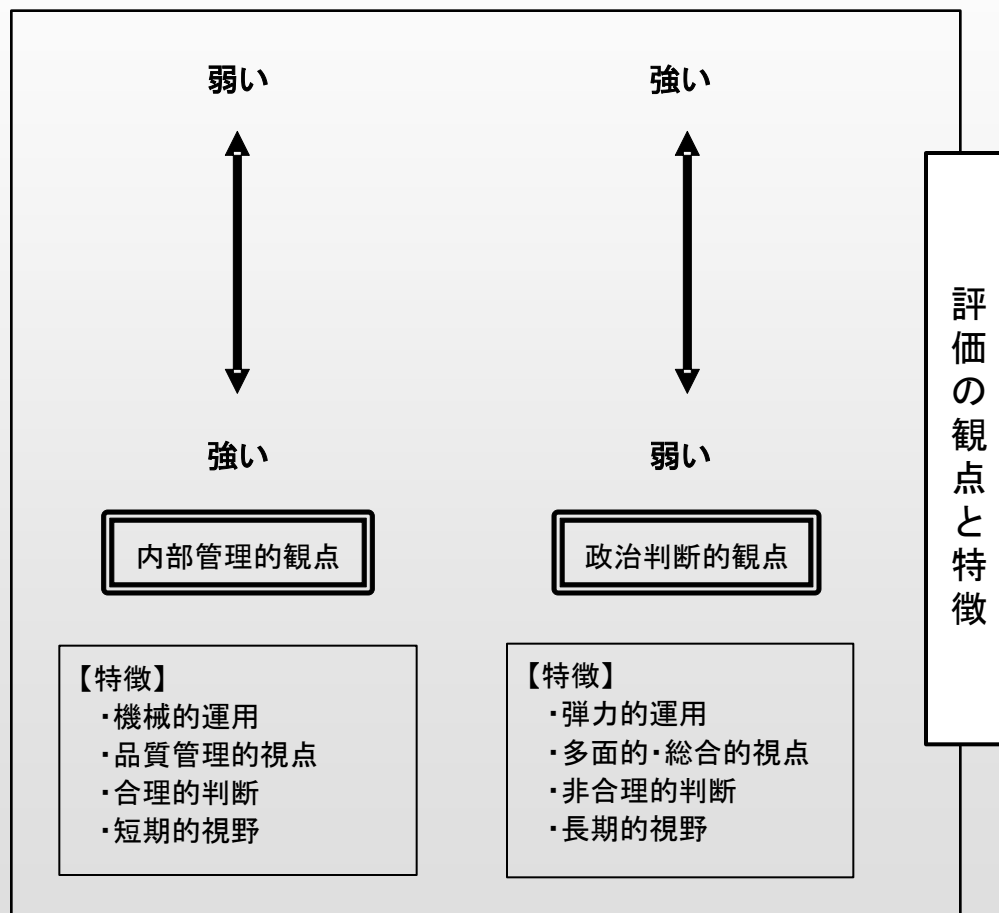 弱い
強い
強い
弱い
内部管理的観点
政治判断的観点
【特徴】
・機械的運用
・品質管理的視点
・合理的判断
・短期的視野
【特徴】
・弾力的運用
・多面的・総合的視点
・非合理的判断
・長期的視野
評価の観点と特徴